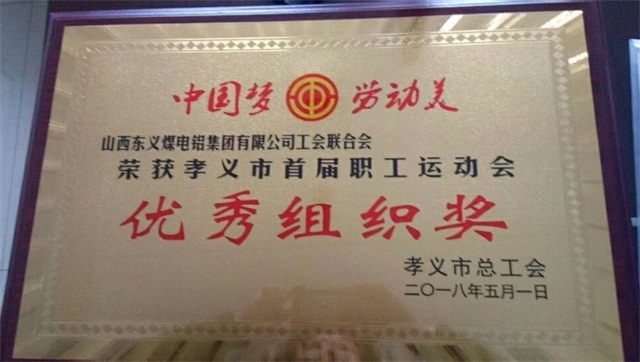 中国梦 劳动美
山西东义煤电铝集团有限公司工会联合会
荣获孝义市首届职工运动会
优秀组织奖
孝义市总工会
二〇一八年五月一日